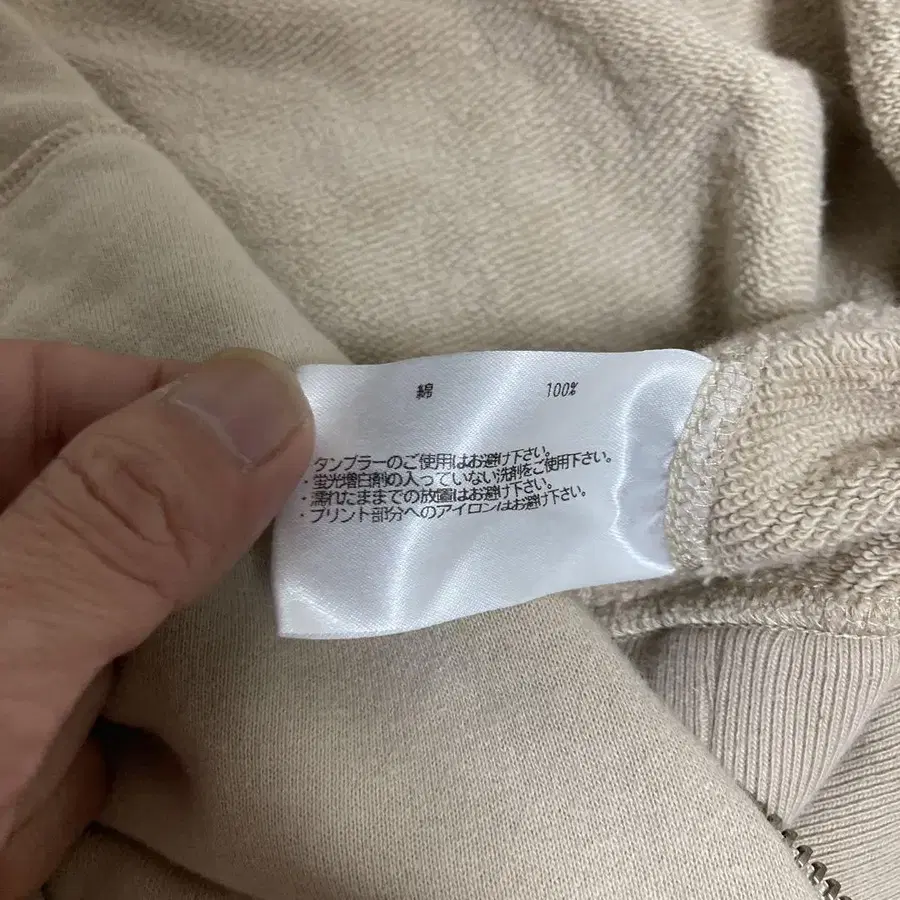 綿 100%
・タンブラーのご使用はお避け下さい。
・蛍光増白剤の入っていない洗剤をご使用下さい。
・濡れたままでの放置はお避け下さい。
・プリント部分へのアイロンはお避け下さい。